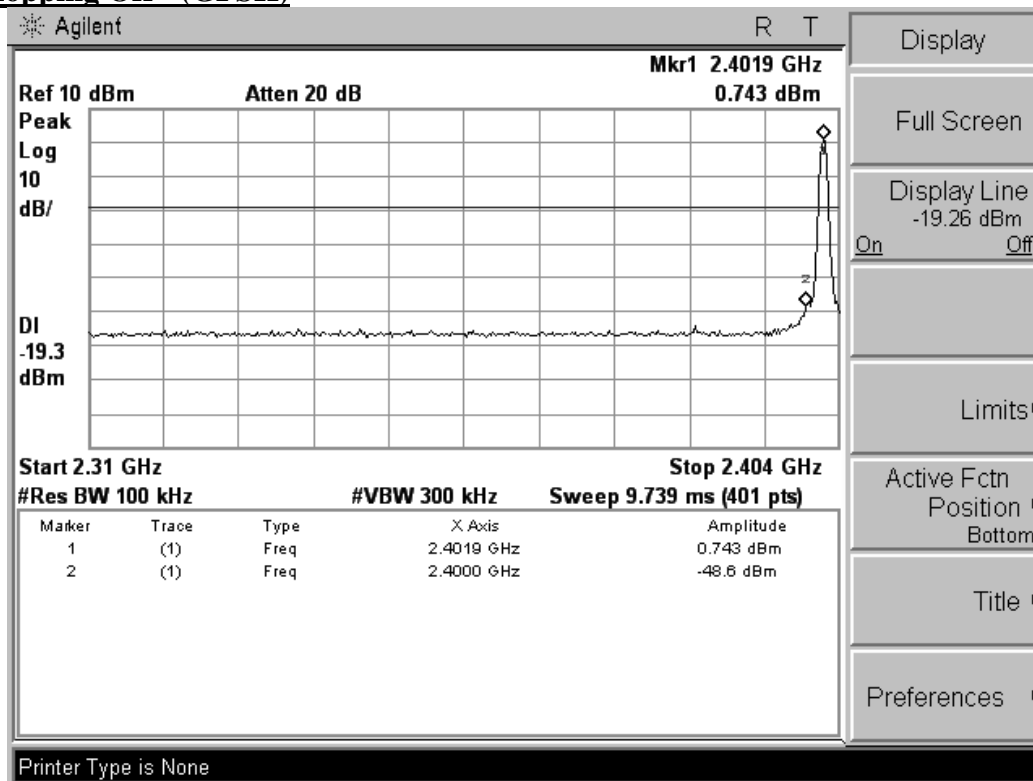 Agilent R T
Mkr1 2.4019 GHz
Ref 10 dBm Atten 20 dB 0.743 dBm
Peak
Log
10
dB/
2
DI
-19.3
dBm
Start 2.31 GHz Stop 2.404 GHz
#Res BW 100 kHz #VBW 300 kHz Sweep 9.739 ms (401 pts)
Marker Trace Type X Axis Amplitude
1 (1) Freq 2.4019 GHz 0.743 dBm
2 (1) Freq 2.4000 GHz -48.6 dBm
Printer Type is None
Display
Full Screen
Display Line
-19.26 dBm
On Off
Limits
Active Fctn
Position
Bottom
Title
Preferences